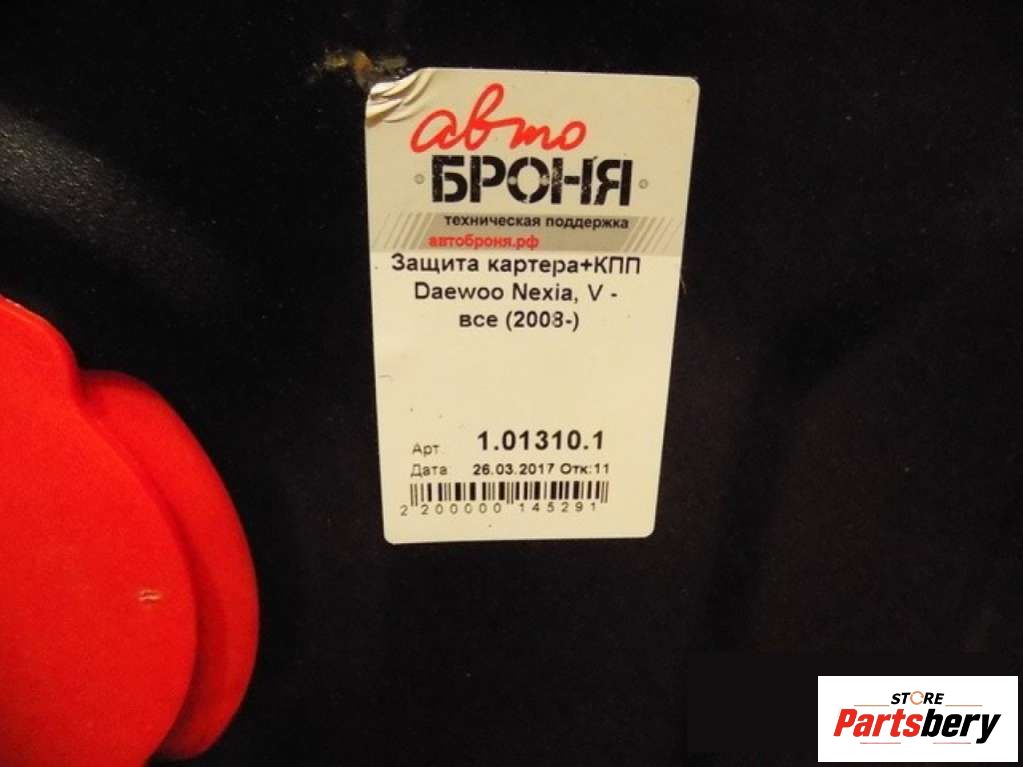 авто
БРОНЯ
техническая поддержка
автоброня.рф
Защита картера+КПП
Daewoo Nexia, V -
все (2008-)
Арт 1.01310.1
Дата 26.03.2017 Отк:11
2 200000 145291
STORE
Partsbery